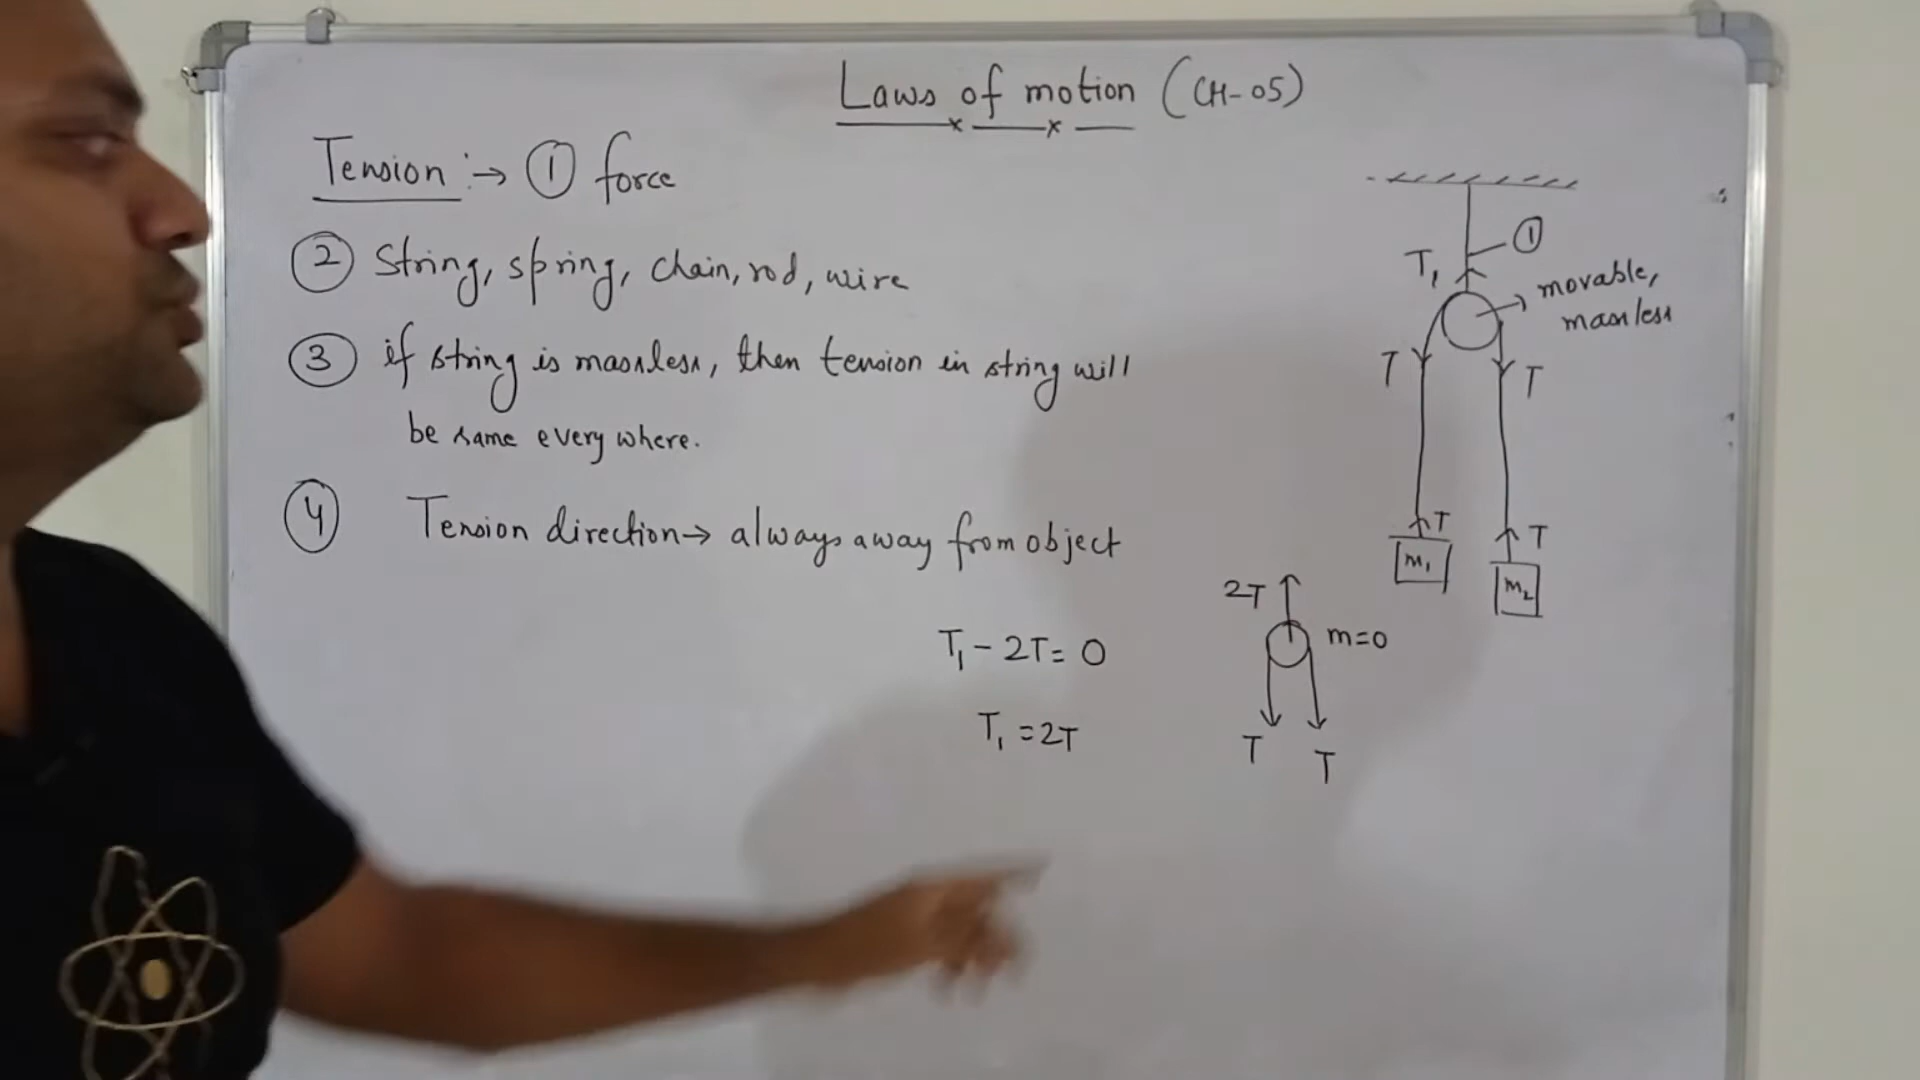 Laws of motion (CH-05)
Tension :→ ① force
② String, spring, chain, rod, wire
③ if string is massless, then tension in string will
be same every where.
④ Tension direction → always away from object
T₁ - 2T = 0
T₁ = 2T
2T
m=0
T T
①
T₁
movable,
massless
T T
T T
m₁ m₂